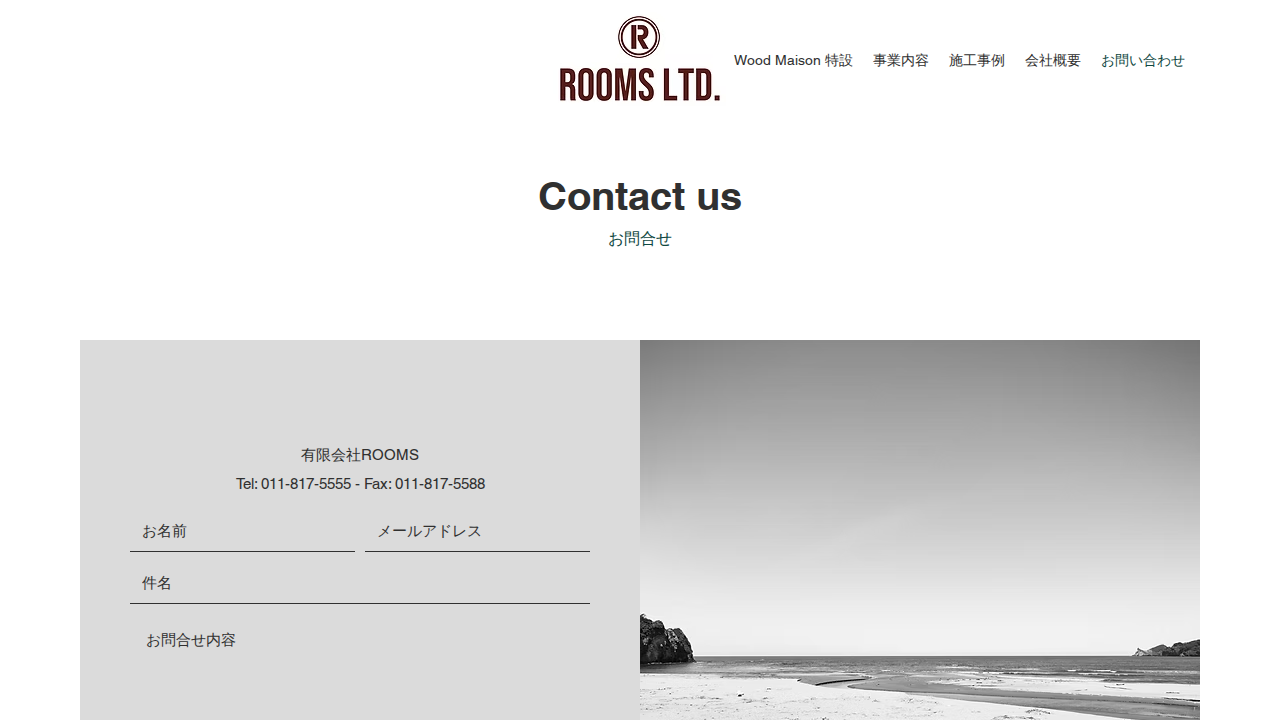 R
ROOMS LTD.
Wood Maison 特設 事業内容 施工事例 会社概要 お問い合わせ
Contact us
お問合せ
有限会社ROOMS
Tel: 011-817-5555 - Fax: 011-817-5588
お名前 メールアドレス
件名
お問合せ内容